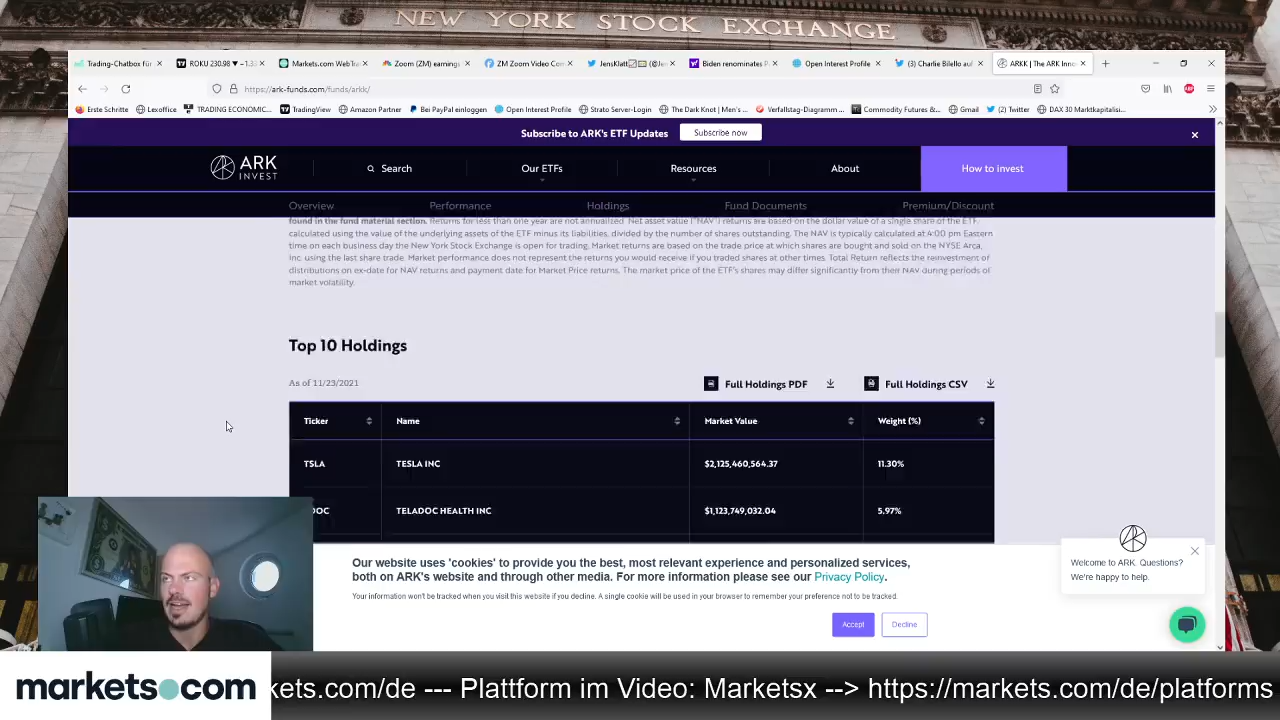 NEW YORK STOCK EXCHANGE
Trading-Chatbox für
ROKU 230.98 ▼ −1.3
Markets.com WebTra
Zoom (ZM) earnings
ZM Zoom Video Com
JensKlatt
(@Jen
Biden renominates P
Open Interest Profile
(3) Charlie Bilello auf
ARKK | The ARK Inno
https://ark-funds.com/funds/arkk/
Erste Schritte
Lexoffice
TRADING ECONOMIC...
TradingView
Amazon Partner
Bei PayPal einloggen
Open Interest Profile
Strato Server-Login
The Dark Knot | Men's ...
Verfallstag-Diagramm ...
Commodity Futures &...
Gmail
(2) Twitter
DAX 30 Marktkapitalisi...
Subscribe to ARK's ETF Updates
Subscribe now
ARK
INVEST
Search
Our ETFs
Resources
About
How to invest
Overview
Performance
Holdings
Fund Documents
Premium/Discount
found in the fund material section. Returns for less than one year are not annualized. Net asset value ("NAV") returns are based on the dollar value of a single share of the ETF,
calculated using the value of the underlying assets of the ETF minus its liabilities, divided by the number of shares outstanding. The NAV is typically calculated at 4:00 pm Eastern
time on each business day the New York Stock Exchange is open for trading. Market returns are based on the trade price at which shares are bought and sold on the NYSE Arca,
Inc. using the last share trade. Market performance does not represent the returns you would receive if you traded shares at other times. Total Return reflects the reinvestment of
distributions on ex-date for NAV returns and payment date for Market Price returns. The market price of the ETF's shares may differ significantly from their NAV during periods of
market volatility.
Top 10 Holdings
As of 11/23/2021
Full Holdings PDF
Full Holdings CSV
Ticker
Name
Market Value
Weight (%)
TSLA
TESLA INC
$2,125,460,564.37
11.30%
DOC
TELADOC HEALTH INC
$1,123,749,032.04
5.97%
Our website uses 'cookies' to provide you the best, most relevant experience and personalized services,
both on ARK's website and through other media. For more information please see our Privacy Policy.
Your information won't be tracked when you visit this website if you decline. A single cookie will be used in your browser to remember your preference not to be tracked.
Accept
Decline
Welcome to ARK. Questions?
We're happy to help.
markets.com
kets.com/de --- Plattform im Video: Marketsx --> https://markets.com/de/platforms